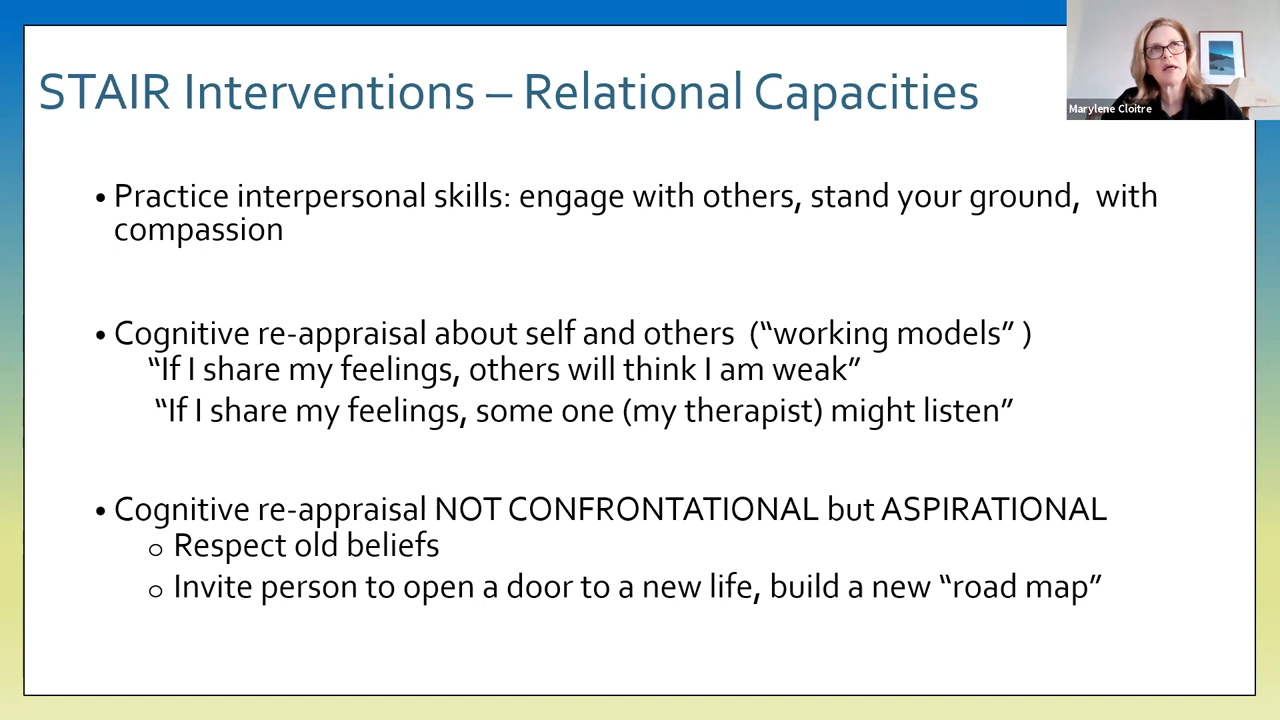 STAIR Interventions – Relational Capacities
Marylene Cloitre
• Practice interpersonal skills: engage with others, stand your ground,  with
compassion
• Cognitive re-appraisal about self and others  (“working models” )
“If I share my feelings, others will think I am weak”
“If I share my feelings, some one (my therapist) might listen”
• Cognitive re-appraisal NOT CONFRONTATIONAL but ASPIRATIONAL
o Respect old beliefs
o Invite person to open a door to a new life, build a new “road map”